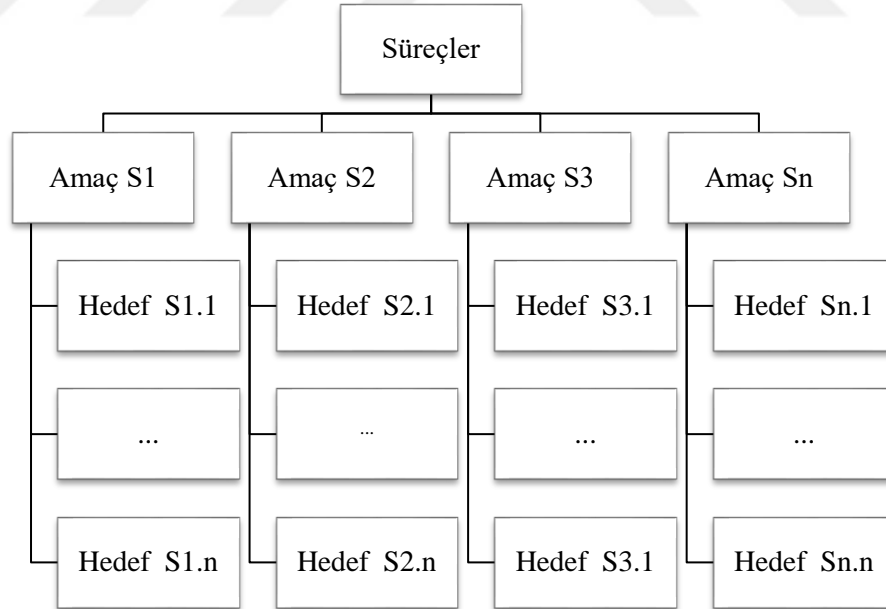 Süreçler
Amaç S1
Amaç S2
Amaç S3
Amaç Sn
Hedef S1.1
Hedef S2.1
Hedef S3.1
Hedef Sn.1
...
...
...
...
Hedef S1.n
Hedef S2.n
Hedef S3.1
Hedef Sn.n